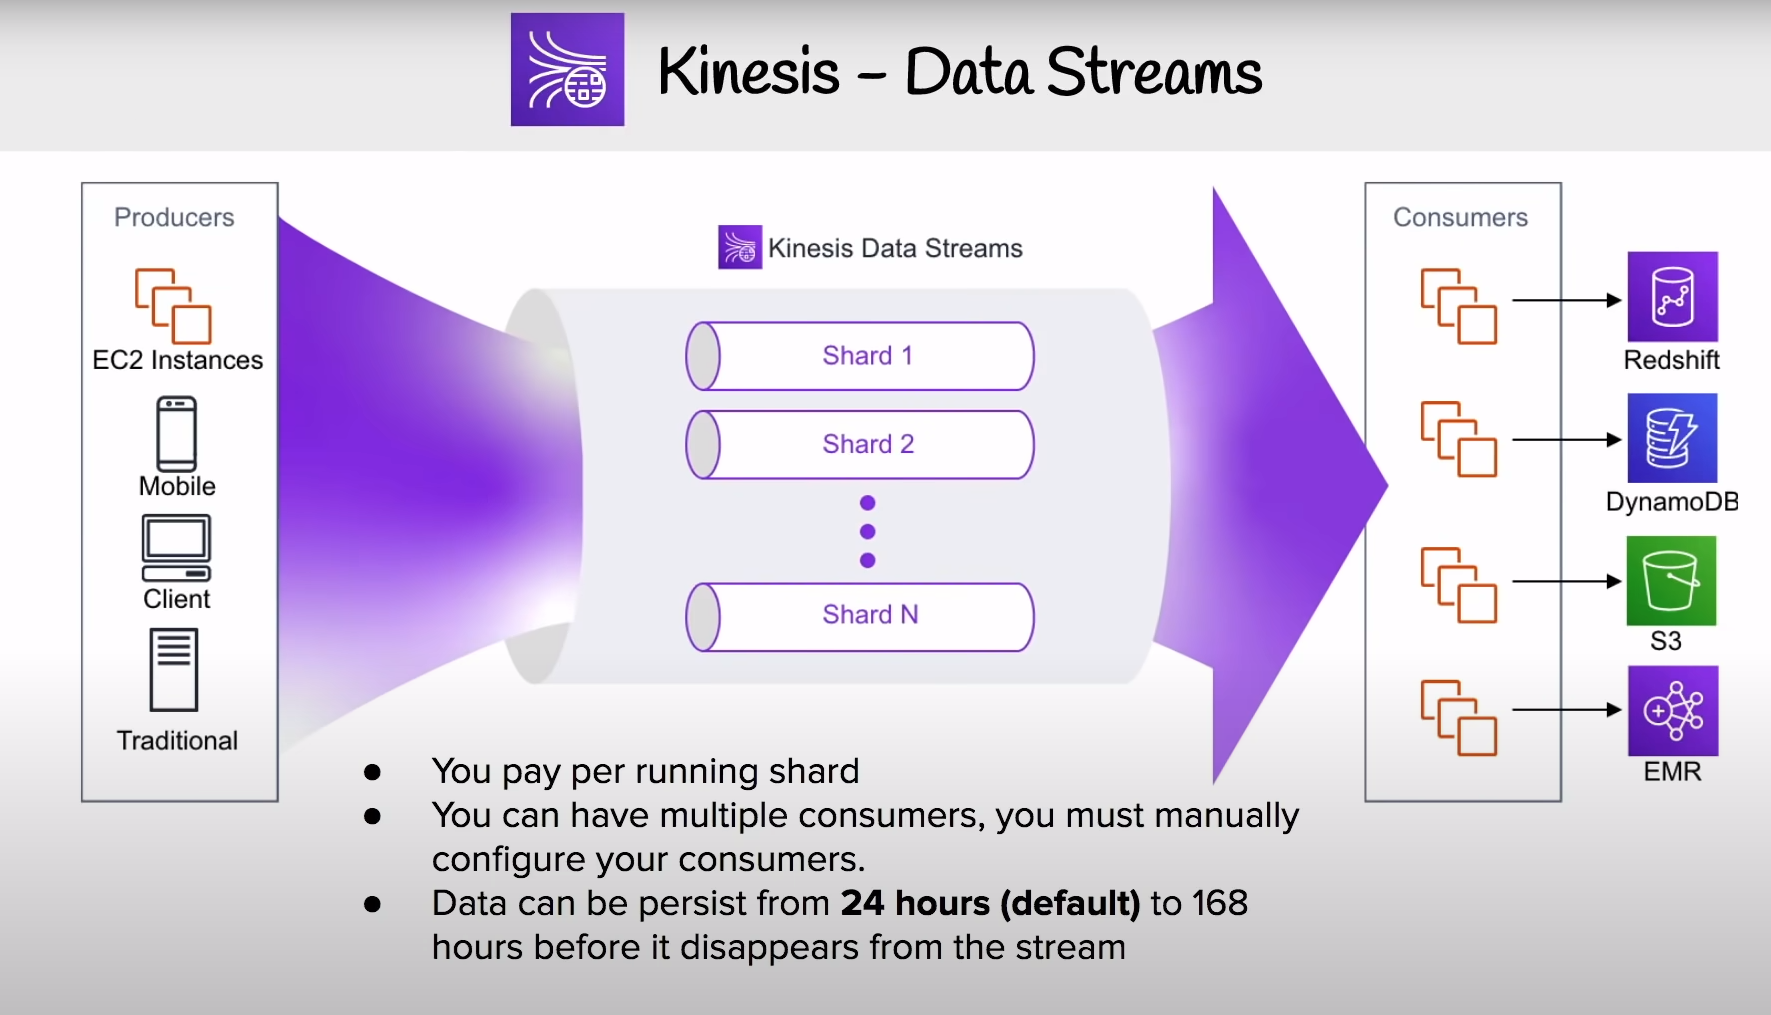 Kinesis – Data Streams
Producers
EC2 Instances
Mobile
Client
Traditional
Kinesis Data Streams
Shard 1
Shard 2
Shard N
Consumers
Redshift
DynamoDB
S3
EMR
● You pay per running shard
● You can have multiple consumers, you must manually
configure your consumers.
● Data can be persist from 24 hours (default) to 168
hours before it disappears from the stream